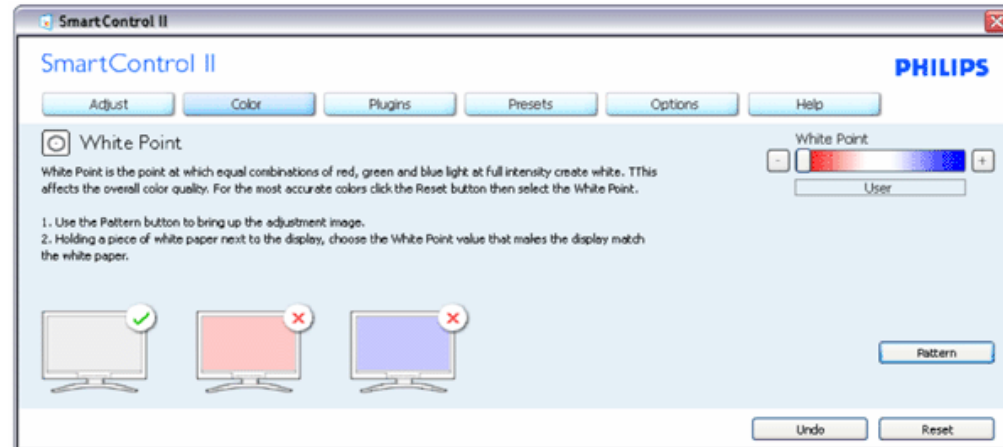 SmartControl II
SmartControl II
PHILIPS
Adjust Color Plugins Presets Options Help
White Point
White Point
White Point is the point at which equal combinations of red, green and blue light at full intensity create white. TThis
affects the overall color quality. For the most accurate colors click the Reset button then select the White Point.
- +
User
1. Use the Pattern button to bring up the adjustment image.
2. Holding a piece of white paper next to the display, choose the White Point value that makes the display match
the white paper.
Pattern
Undo Reset